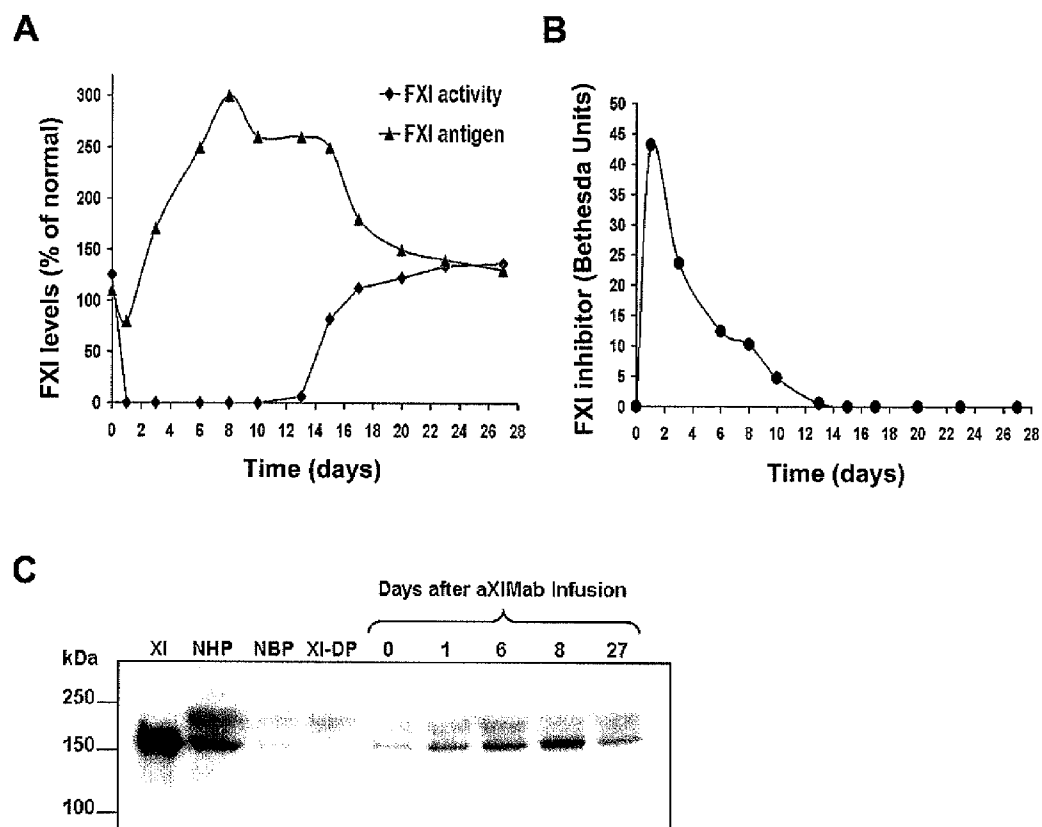 A
FXI levels (% of normal)
300
250
200
150
100
50
0
FXI activity
FXI antigen
0 2 4 6 8 10 12 14 16 18 20 22 24 26 28
Time (days)
B
FXI inhibitor (Bethesda Units)
50
45
40
35
30
25
20
15
10
5
0
0 2 4 6 8 10 12 14 16 18 20 22 24 26 28
Time (days)
C
Days after aXIMab Infusion
kDa XI NHP NBP XI-DP 0 1 6 8 27
250
150
100